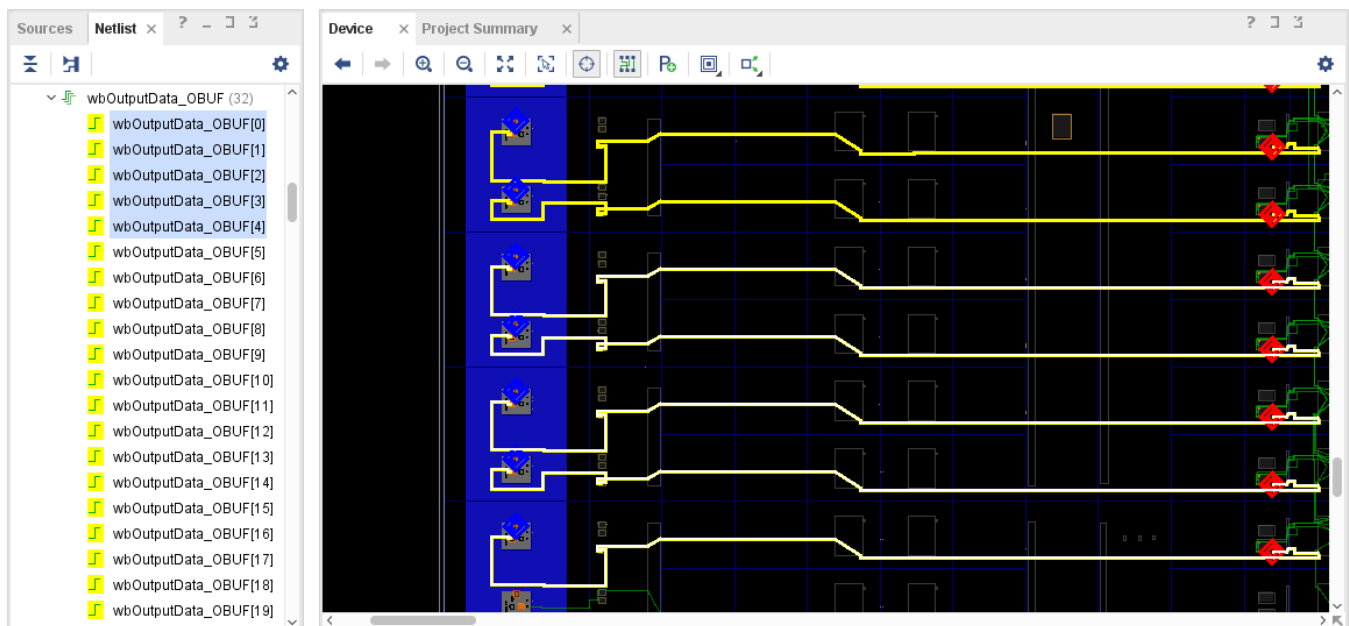 Sources Netlist × ? _
Device × Project Summary × ?
wbOutputData_OBUF (32)
wbOutputData_OBUF[0]
wbOutputData_OBUF[1]
wbOutputData_OBUF[2]
wbOutputData_OBUF[3]
wbOutputData_OBUF[4]
wbOutputData_OBUF[5]
wbOutputData_OBUF[6]
wbOutputData_OBUF[7]
wbOutputData_OBUF[8]
wbOutputData_OBUF[9]
wbOutputData_OBUF[10]
wbOutputData_OBUF[11]
wbOutputData_OBUF[12]
wbOutputData_OBUF[13]
wbOutputData_OBUF[14]
wbOutputData_OBUF[15]
wbOutputData_OBUF[16]
wbOutputData_OBUF[17]
wbOutputData_OBUF[18]
wbOutputData_OBUF[19]